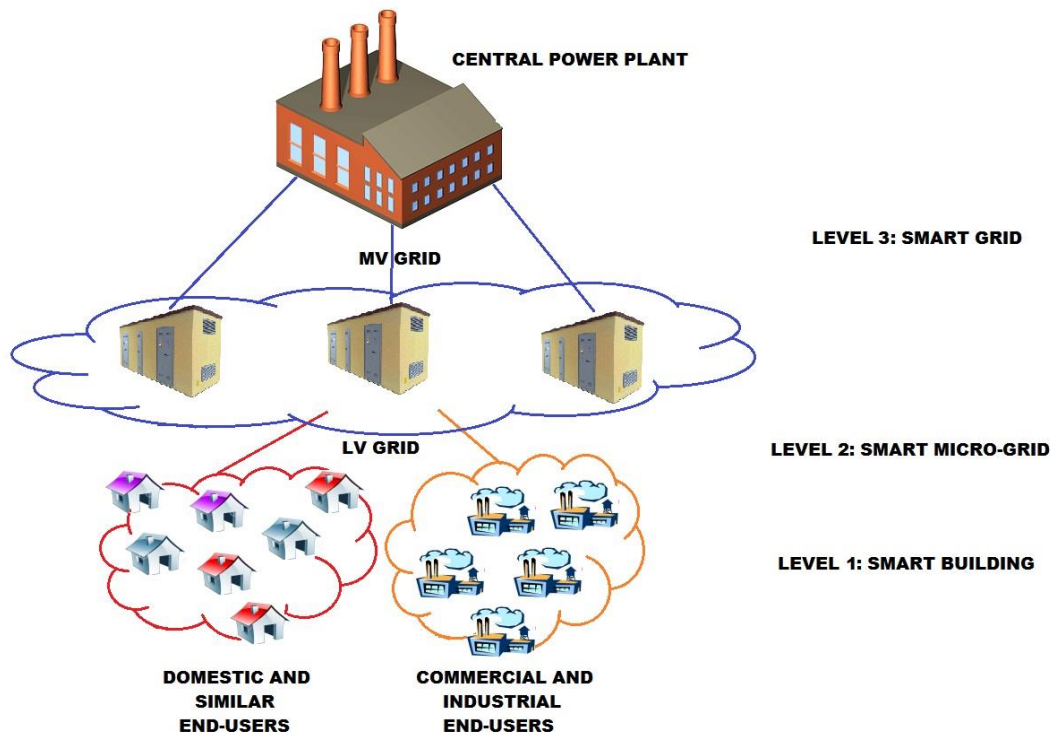 CENTRAL POWER PLANT
LEVEL 3: SMART GRID
MV GRID
LV GRID
LEVEL 2: SMART MICRO-GRID
LEVEL 1: SMART BUILDING
DOMESTIC AND
SIMILAR
END-USERS
COMMERCIAL AND
INDUSTRIAL
END-USERS